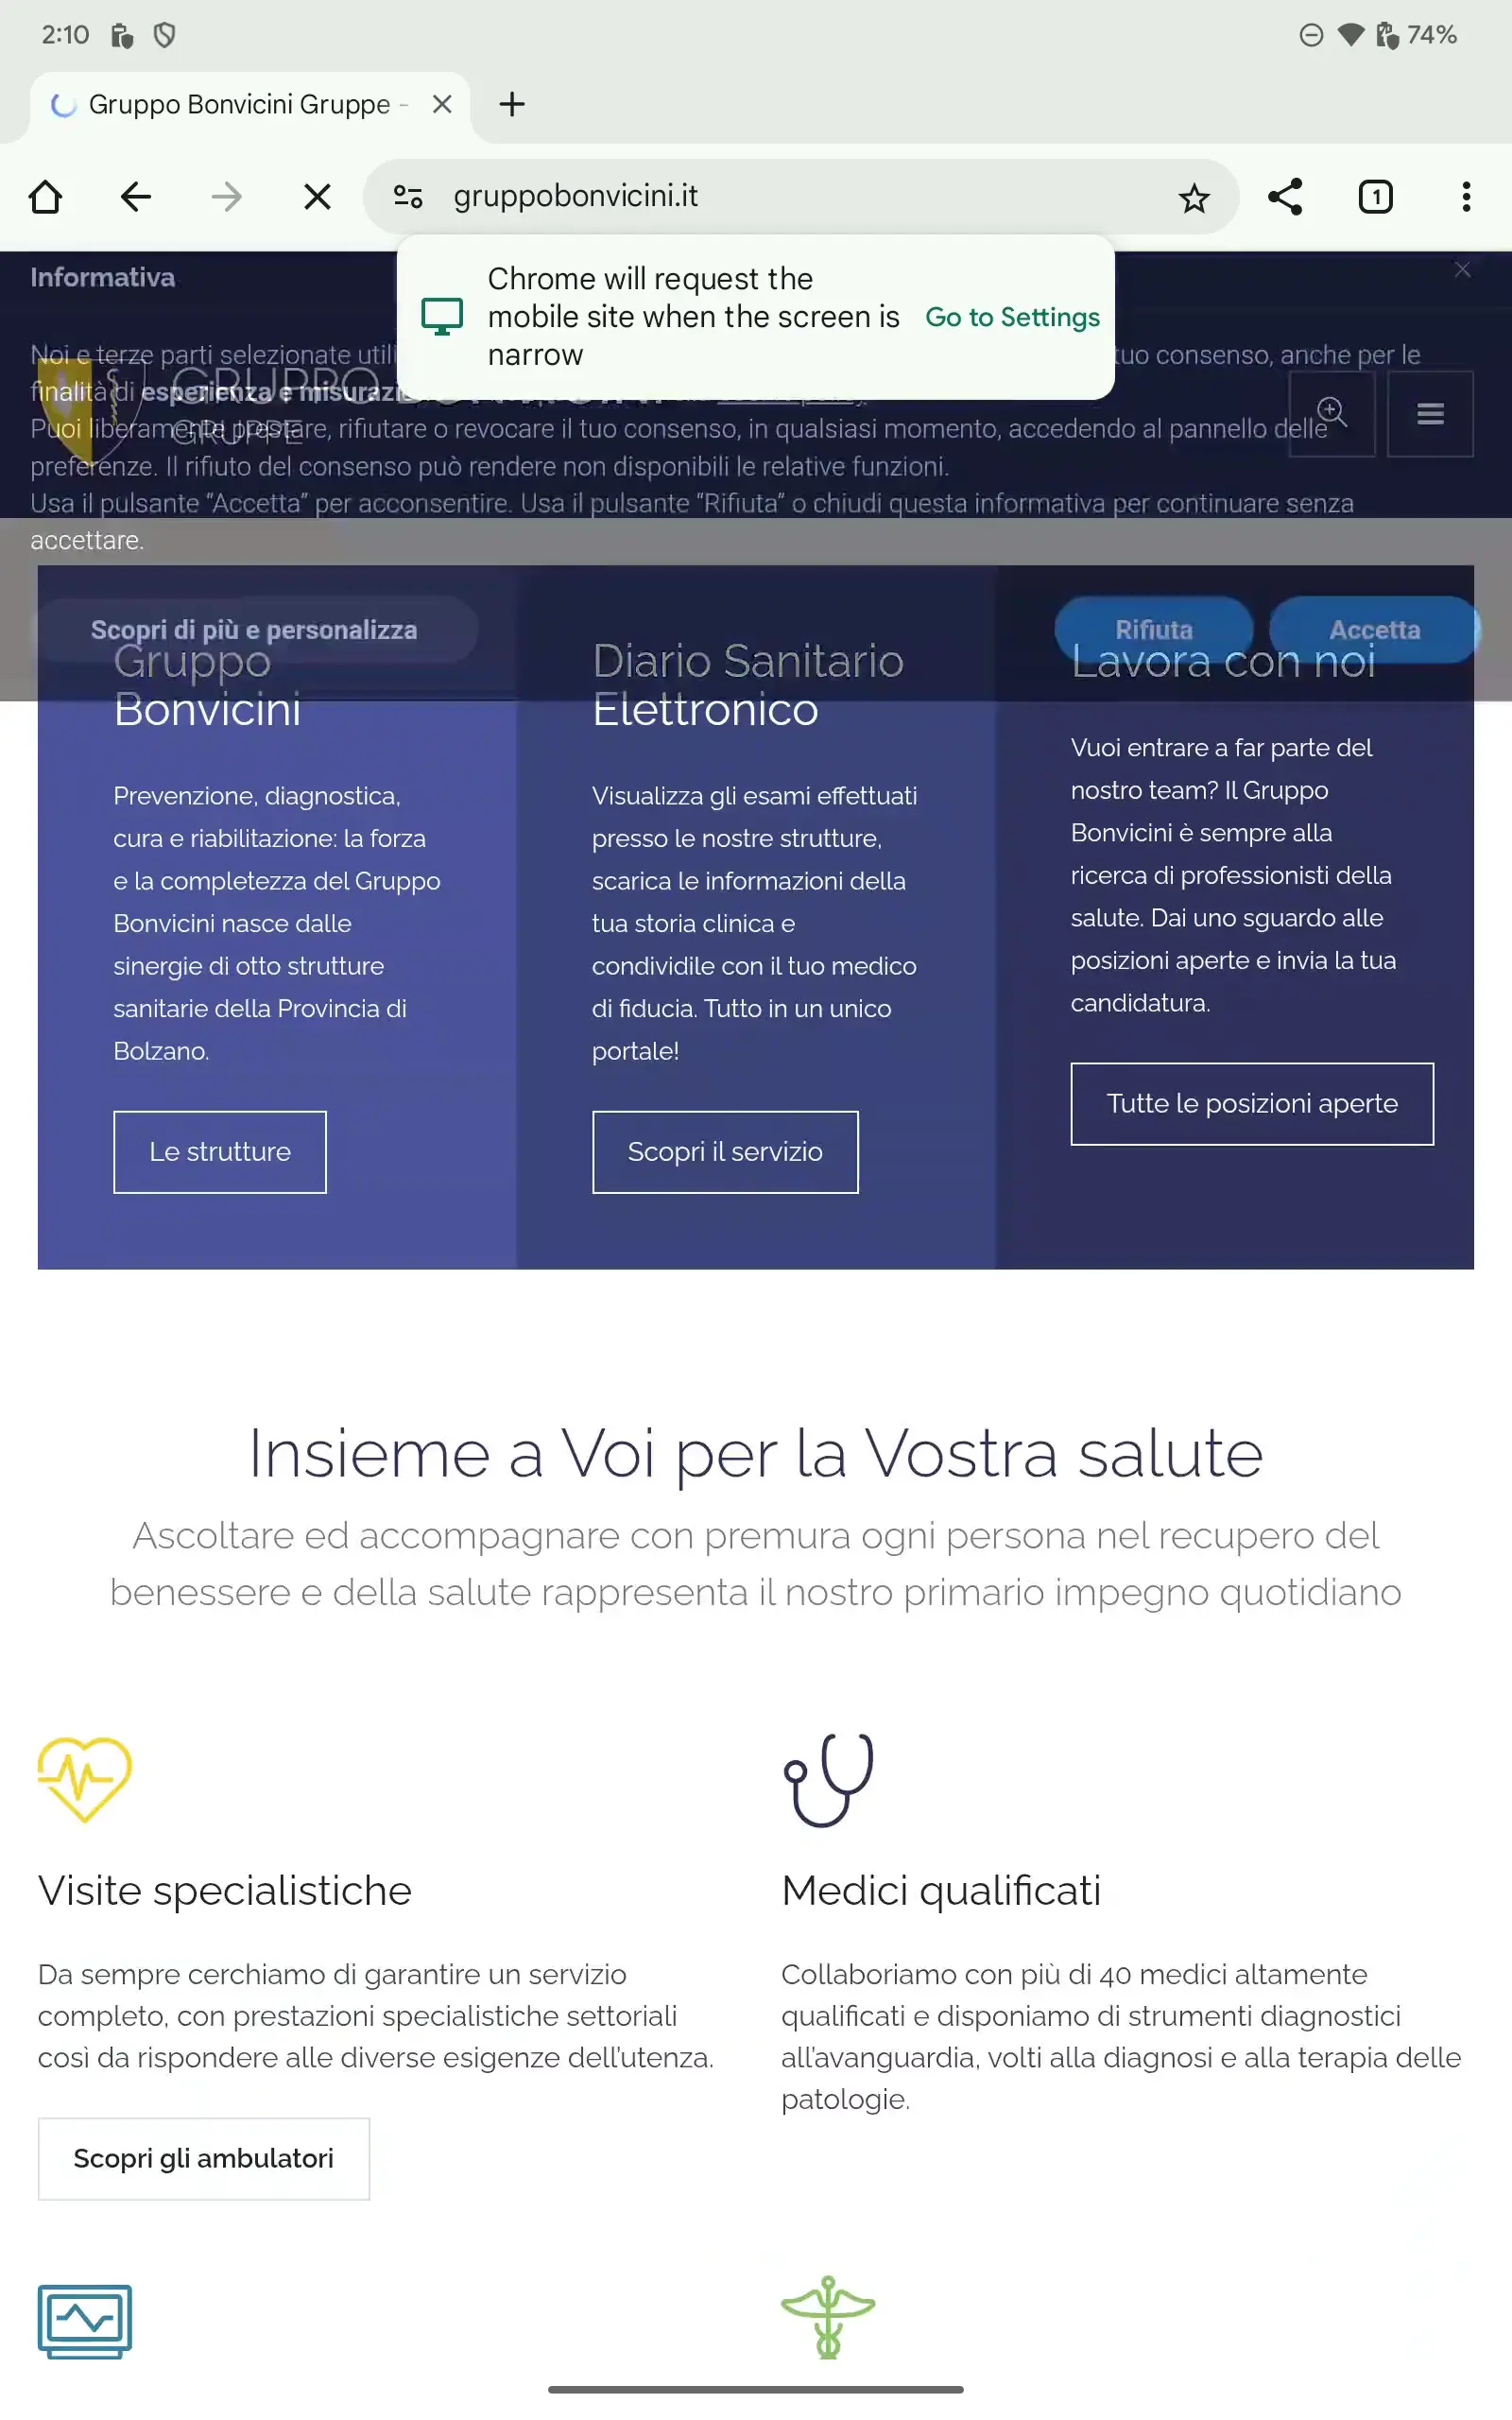 2:10
74%
Gruppo Bonvicini Gruppe -
gruppobonvicini.it
1
Chrome will request the
mobile site when the screen is
narrow
Go to Settings
Informativa
Noi e terze parti selezionate
tuo consenso, anche per le
finalità di esperienza e
GRUPPO
GRUPPE
Puoi liberamente prestare, rifiutare o revocare il tuo consenso, in qualsiasi momento, accedendo al pannello delle
preferenze. Il rifiuto del consenso può rendere non disponibili le relative funzioni.
Usa il pulsante “Accetta” per acconsentire. Usa il pulsante “Rifiuta” o chiudi questa informativa per continuare senza
accettare.
Scopri di più e personalizza
Rifiuta
Accetta
Gruppo
Bonvicini
Prevenzione, diagnostica,
cura e riabilitazione: la forza
e la completezza del Gruppo
Bonvicini nasce dalle
sinergie di otto strutture
sanitarie della Provincia di
Bolzano.
Le strutture
Diario Sanitario
Elettronico
Visualizza gli esami effettuati
presso le nostre strutture,
scarica le informazioni della
tua storia clinica e
condividile con il tuo medico
di fiducia. Tutto in un unico
portale!
Scopri il servizio
Lavora con noi
Vuoi entrare a far parte del
nostro team? Il Gruppo
Bonvicini è sempre alla
ricerca di professionisti della
salute. Dai uno sguardo alle
posizioni aperte e invia la tua
candidatura.
Tutte le posizioni aperte
Insieme a Voi per la Vostra salute
Ascoltare ed accompagnare con premura ogni persona nel recupero del
benessere e della salute rappresenta il nostro primario impegno quotidiano
Visite specialistiche
Da sempre cerchiamo di garantire un servizio
completo, con prestazioni specialistiche settoriali
così da rispondere alle diverse esigenze dell'utenza.
Scopri gli ambulatori
Medici qualificati
Collaboriamo con più di 40 medici altamente
qualificati e disponiamo di strumenti diagnostici
all'avanguardia, volti alla diagnosi e alla terapia delle
patologie.